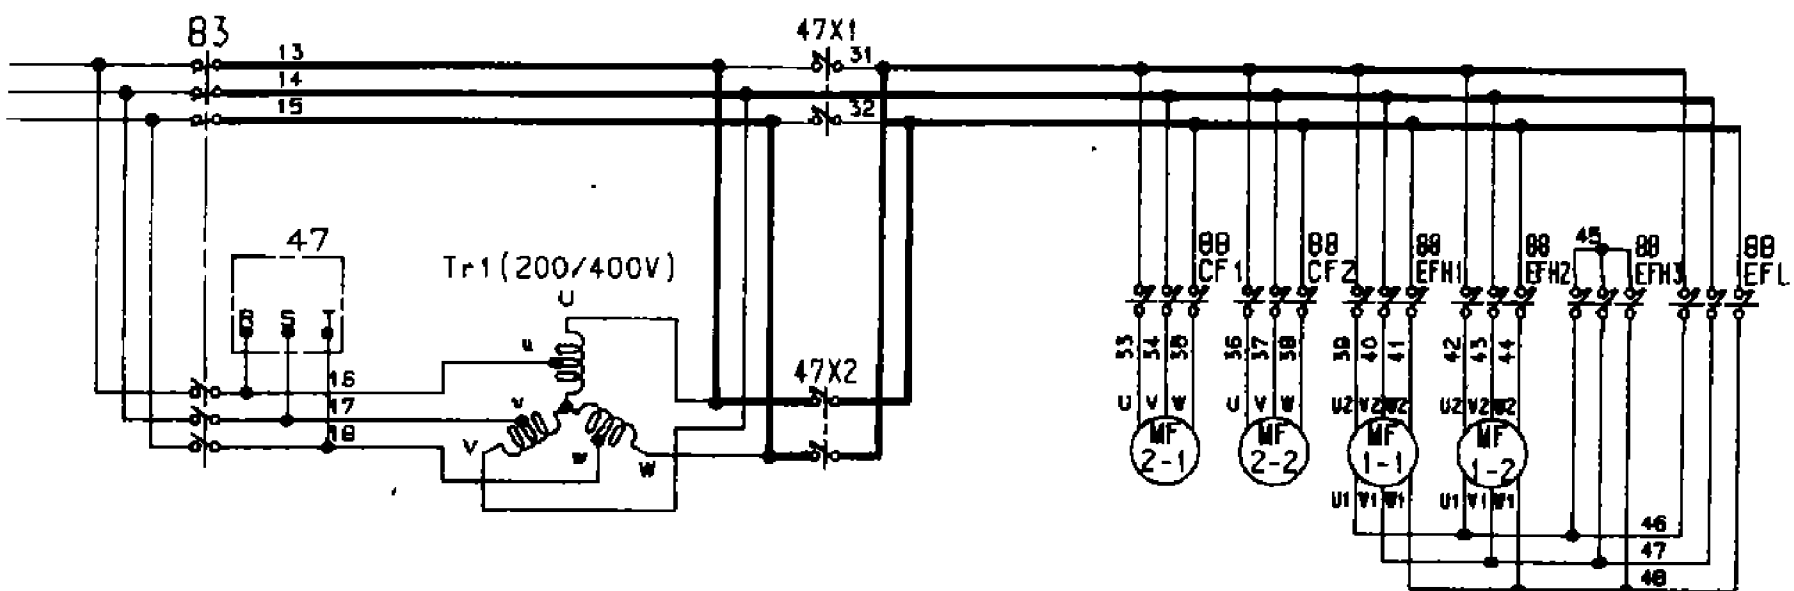 83
13
14
15
47X1
31
32
47
R S T
Tr1(200/400V)
U
u
v
V
w
W
16
17
18
47X2
88
CF1
88
CF2
88
EFH1
88
EFH2
45
88
EFH3
88
EFL
33 34 35
36 37 38
39 40 41
42 43 44
U V W
U V W
U2 V2 W2
U2 V2 W2
MF
2-1
MF
2-2
MF
1-1
MF
1-2
U1 V1 W1
U1 V1 W1
46
47
48